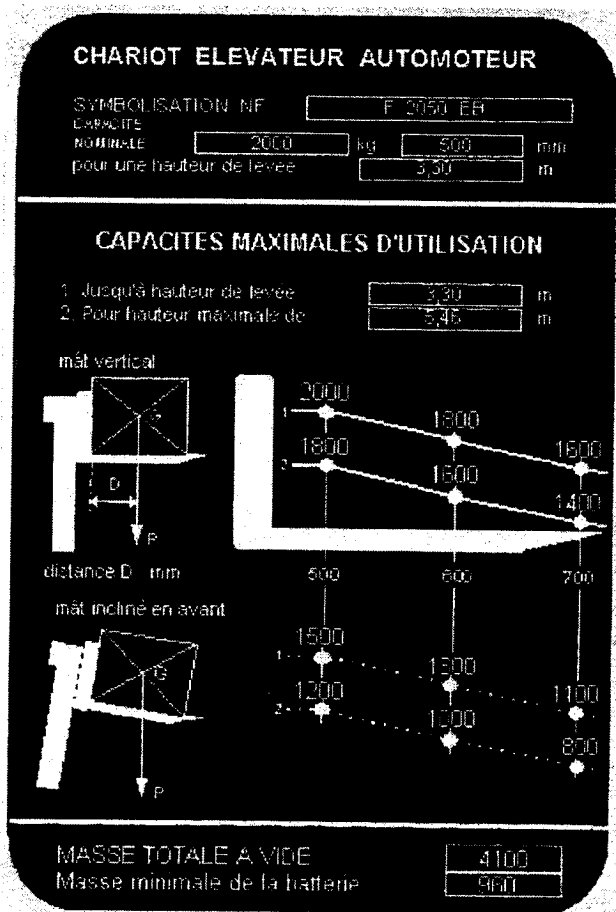 CHARIOT ELEVATEUR AUTOMOTEUR
SYMBOLISATION NF F 2050 EB
CAPACITE
NOMINALE 2000 kg 500 mm
pour une hauteur de levée 3,30 m
CAPACITES MAXIMALES D'UTILISATION
1. Jusqu'à hauteur de levée 3,30 m
2. Pour hauteur maximale de 5,45 m
mât vertical
G
D
P
1 2000 1800 1600
2 1800 1600 1400
distance D mm 500 600 700
mât incliné en avant
G
P
1 1500 1300 1100
2 1200 1000 800
MASSE TOTALE A VIDE 4100
Masse minimale de la batterie 960